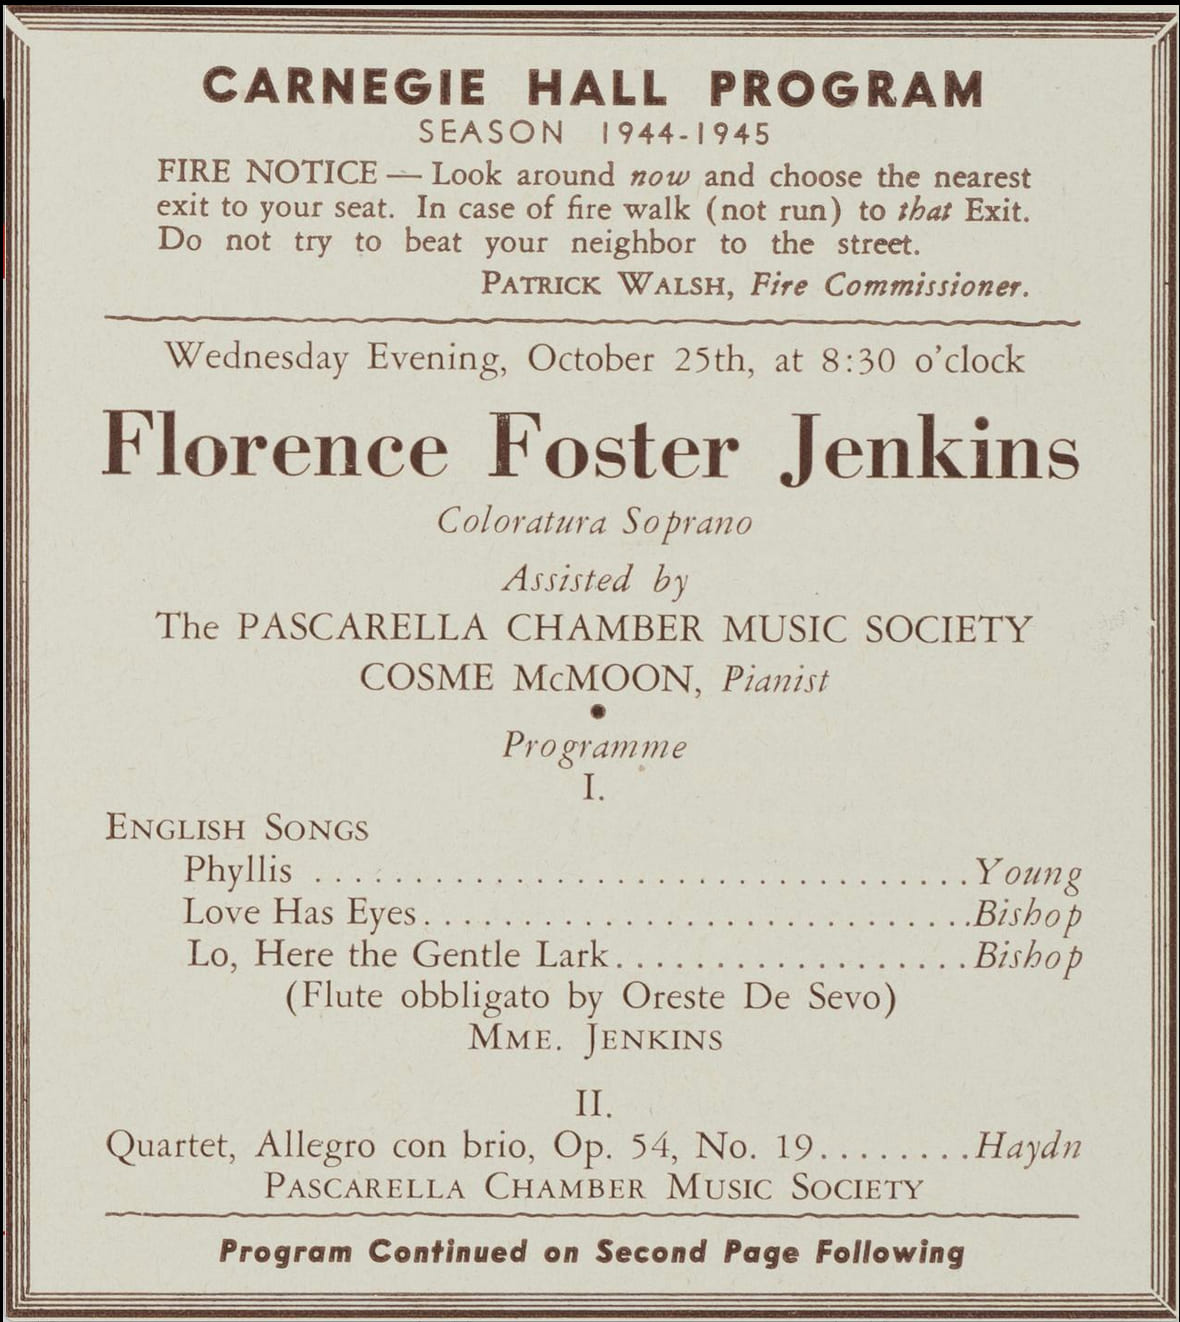 CARNEGIE HALL PROGRAM
SEASON 1944-1945
FIRE NOTICE — Look around now and choose the nearest
exit to your seat. In case of fire walk (not run) to that Exit.
Do not try to beat your neighbor to the street.
PATRICK WALSH, Fire Commissioner.
Wednesday Evening, October 25th, at 8:30 o'clock
Florence Foster Jenkins
Coloratura Soprano
Assisted by
The PASCARELLA CHAMBER MUSIC SOCIETY
COSME McMOON, Pianist
•
Programme
I.
ENGLISH SONGS
Phyllis . . . . . . . . . . . . . . . . . . . . . . . . . . . . . . . . Young
Love Has Eyes . . . . . . . . . . . . . . . . . . . . . . . . . . . Bishop
Lo, Here the Gentle Lark . . . . . . . . . . . . . . . . . . Bishop
(Flute obbligato by Oreste De Sevo)
MME. JENKINS
II.
Quartet, Allegro con brio, Op. 54, No. 19 . . . . . . . . Haydn
PASCARELLA CHAMBER MUSIC SOCIETY
Program Continued on Second Page Following